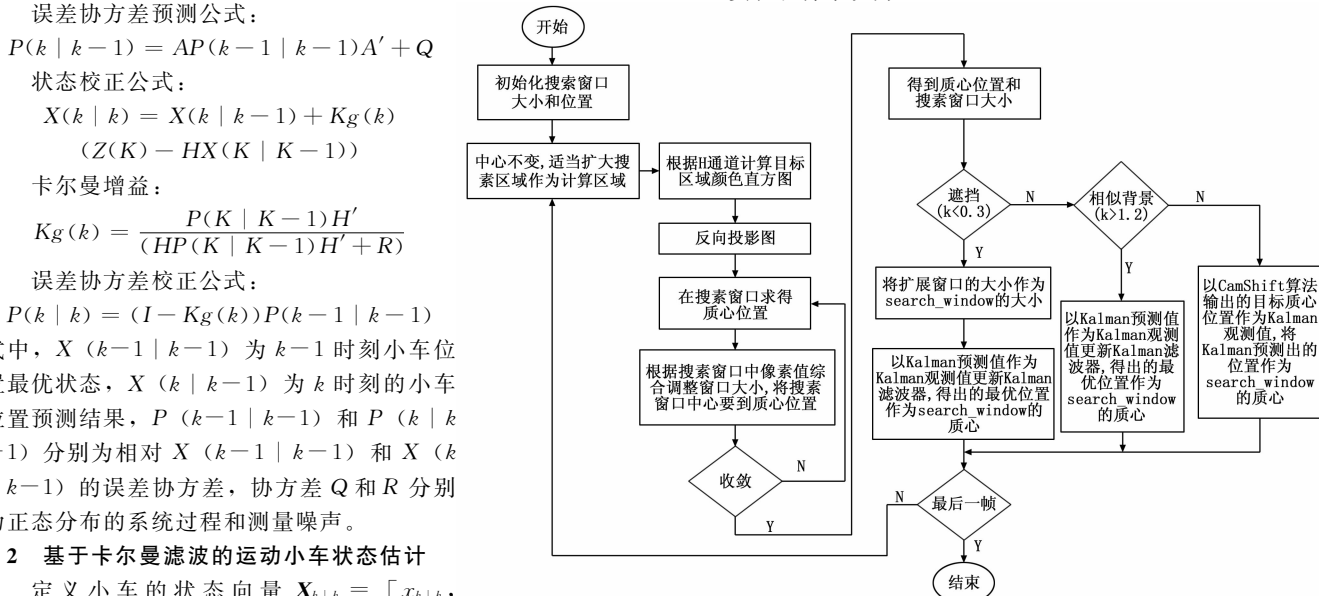 误差协方差预测公式：
P(k | k－1) = AP(k－1 | k－1)A′＋Q
状态校正公式：
X(k | k) = X(k | k－1)＋Kg(k)
(Z(K)－HX(K | K－1))
卡尔曼增益：
Kg(k) = P(K | K－1)H′ / (HP(K | K－1)H′＋R)
误差协方差校正公式：
P(k | k) = (I－Kg(k))P(k－1 | k－1)
式中，X（k－1 | k－1）为 k－1 时刻小车位
置最优状态，X（k | k－1）为 k 时刻的小车
位置预测结果，P（k－1 | k－1）和 P（k | k
－1）分别为相对 X（k－1 | k－1）和 X（k
| k－1）的误差协方差，协方差 Q 和 R 分别
为正态分布的系统过程和测量噪声。
2 基于卡尔曼滤波的运动小车状态估计
定义小车的状态向量 X_{k|k} = [x_{k|k},
开始
初始化搜索窗口
大小和位置
中心不变,适当扩大搜
素区域作为计算区域
根据H通道计算目标
区域颜色直方图
反向投影图
在搜素窗口求得
质心位置
根据搜素窗口中像素值综
合调整窗口大小,将搜素
窗口中心要到质心位置
收敛
N
Y
得到质心位置和
搜素窗口大小
遮挡
(k<0.3)
N
Y
相似背景
(k>1.2)
N
Y
将扩展窗口的大小作为
search_window的大小
以Kalman预测值作为
Kalman观测值更新Kalman
滤波器,得出的最优位置
作为search_window的
质心
以Kalman预测值
作为Kalman观测
值更新Kalman滤
波器,得出的最
优位置作为
search_window
的质心
以CamShift算法
输出的目标质心
位置作为Kalman
观测值,将
Kalman预测出的
位置作为
search_window
的质心
最后一帧
N
Y
结束